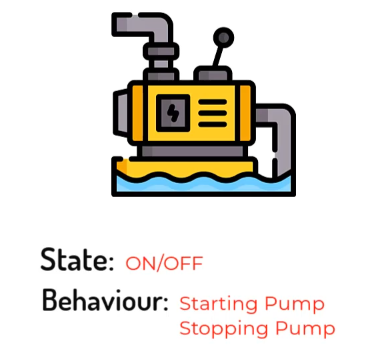 State: ON/OFF
Behaviour: Starting Pump
Stopping Pump